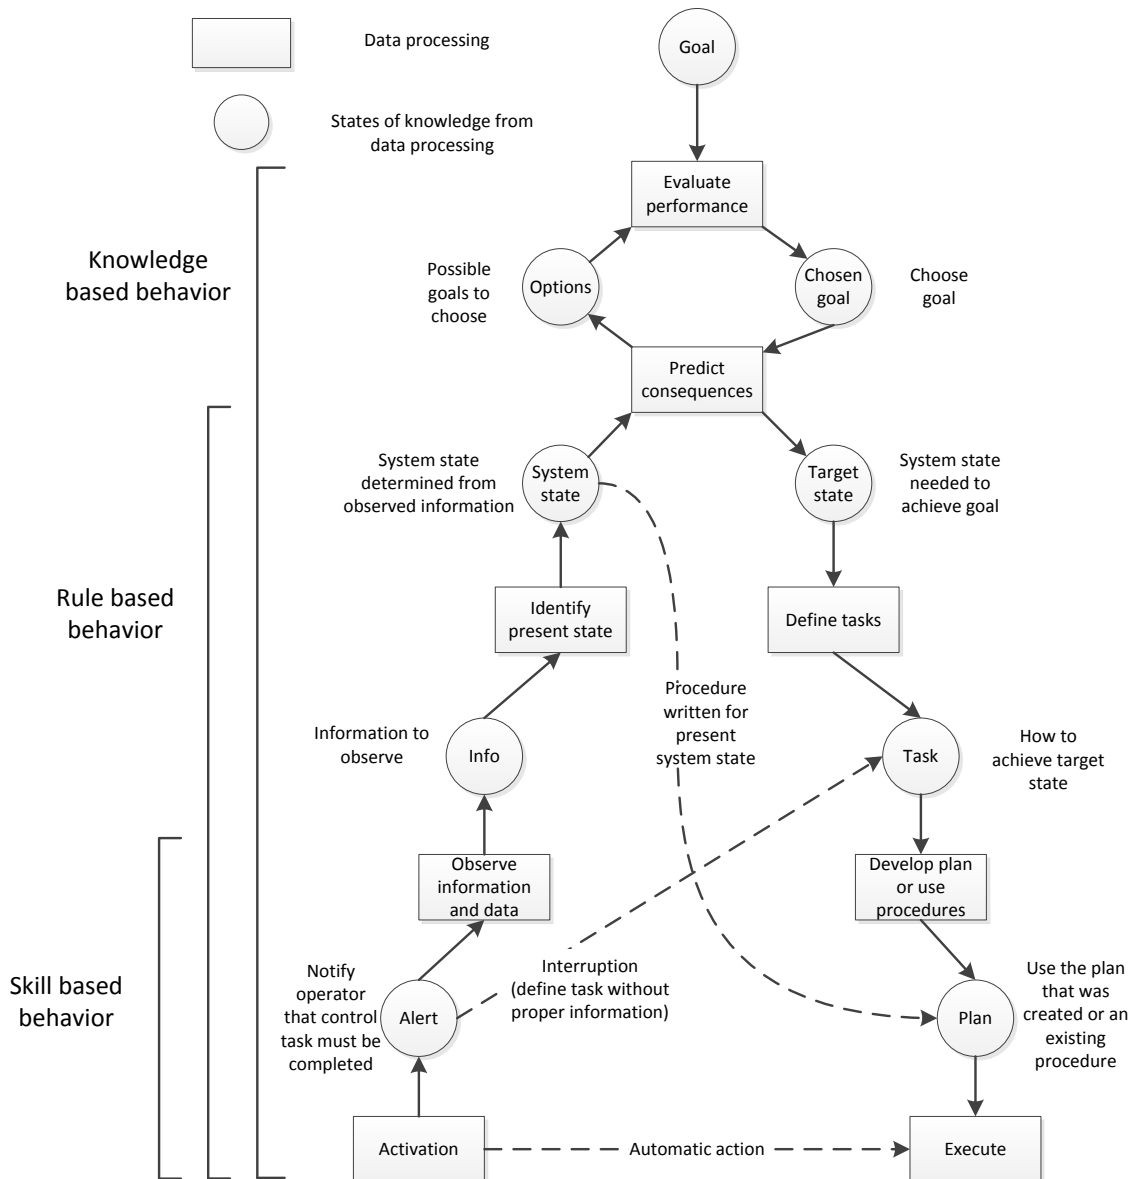 Data processing
Goal
States of knowledge from
data processing
Evaluate
performance
Knowledge
based behavior
Possible
goals to
choose
Options
Chosen
goal
Choose
goal
Predict
consequences
System state
determined from
observed information
System
state
Target
state
System state
needed to
achieve goal
Rule based
behavior
Identify
present state
Define tasks
Information to
observe
Info
Procedure
written for
present
system state
Task
How to
achieve target
state
Observe
information
and data
Develop plan
or use
procedures
Skill based
behavior
Notify
operator
that control
task must be
completed
Alert
Interruption
(define task without
proper information)
Plan
Use the plan
that was
created or an
existing
procedure
Activation
Automatic action
Execute